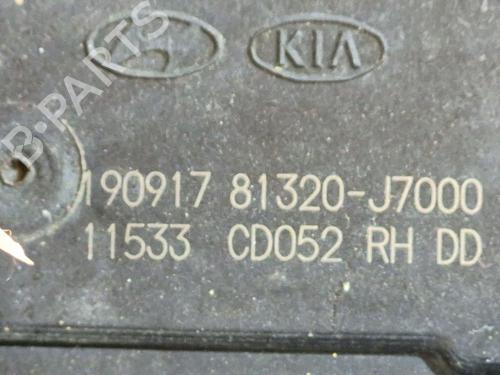 KIA
190917 81320-J7000
11533 CD052 RH DD
B-PARTS